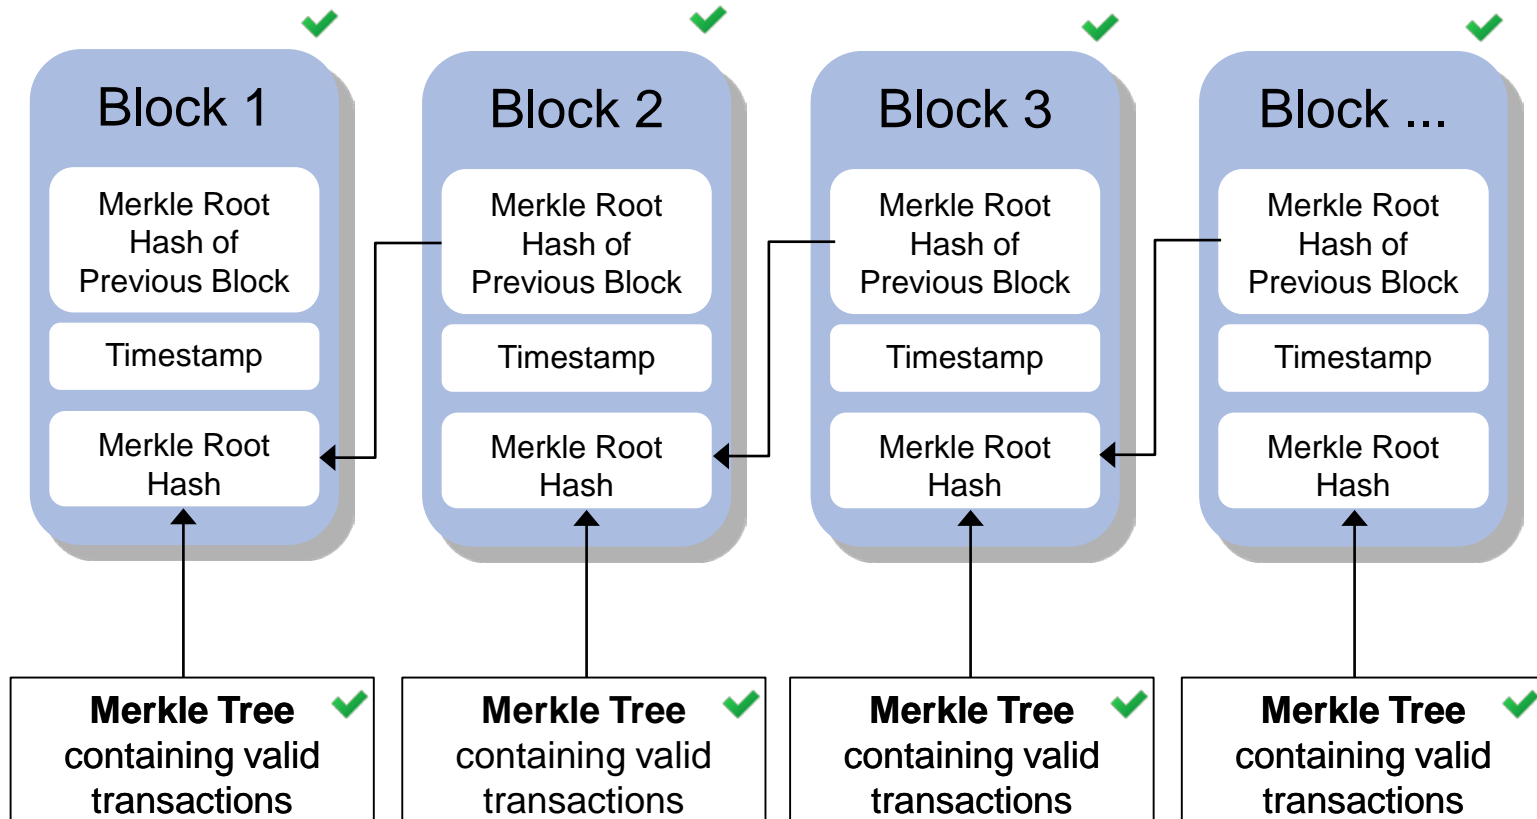 Block 1
Merkle Root
Hash of
Previous Block
Timestamp
Merkle Root
Hash
Block 2
Merkle Root
Hash of
Previous Block
Timestamp
Merkle Root
Hash
Block 3
Merkle Root
Hash of
Previous Block
Timestamp
Merkle Root
Hash
Block ...
Merkle Root
Hash of
Previous Block
Timestamp
Merkle Root
Hash
Merkle Tree
containing valid
transactions
Merkle Tree
containing valid
transactions
Merkle Tree
containing valid
transactions
Merkle Tree
containing valid
transactions